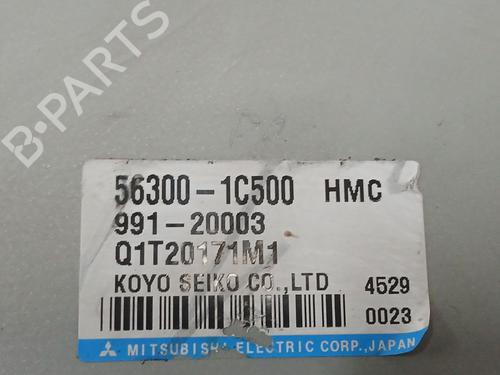 B-PARTS
56300-1C500 HMC
991-20003
Q1T20171M1
KOYO SEIKO CO.,LTD 4529
0023
MITSUBISHI ELECTRIC CORP.,JAPAN